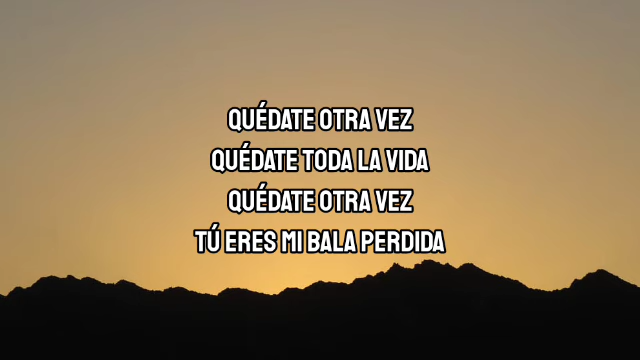 QUÉDATE OTRA VEZ
QUÉDATE TODA LA VIDA
QUÉDATE OTRA VEZ
TÚ ERES MI BALA PERDIDA